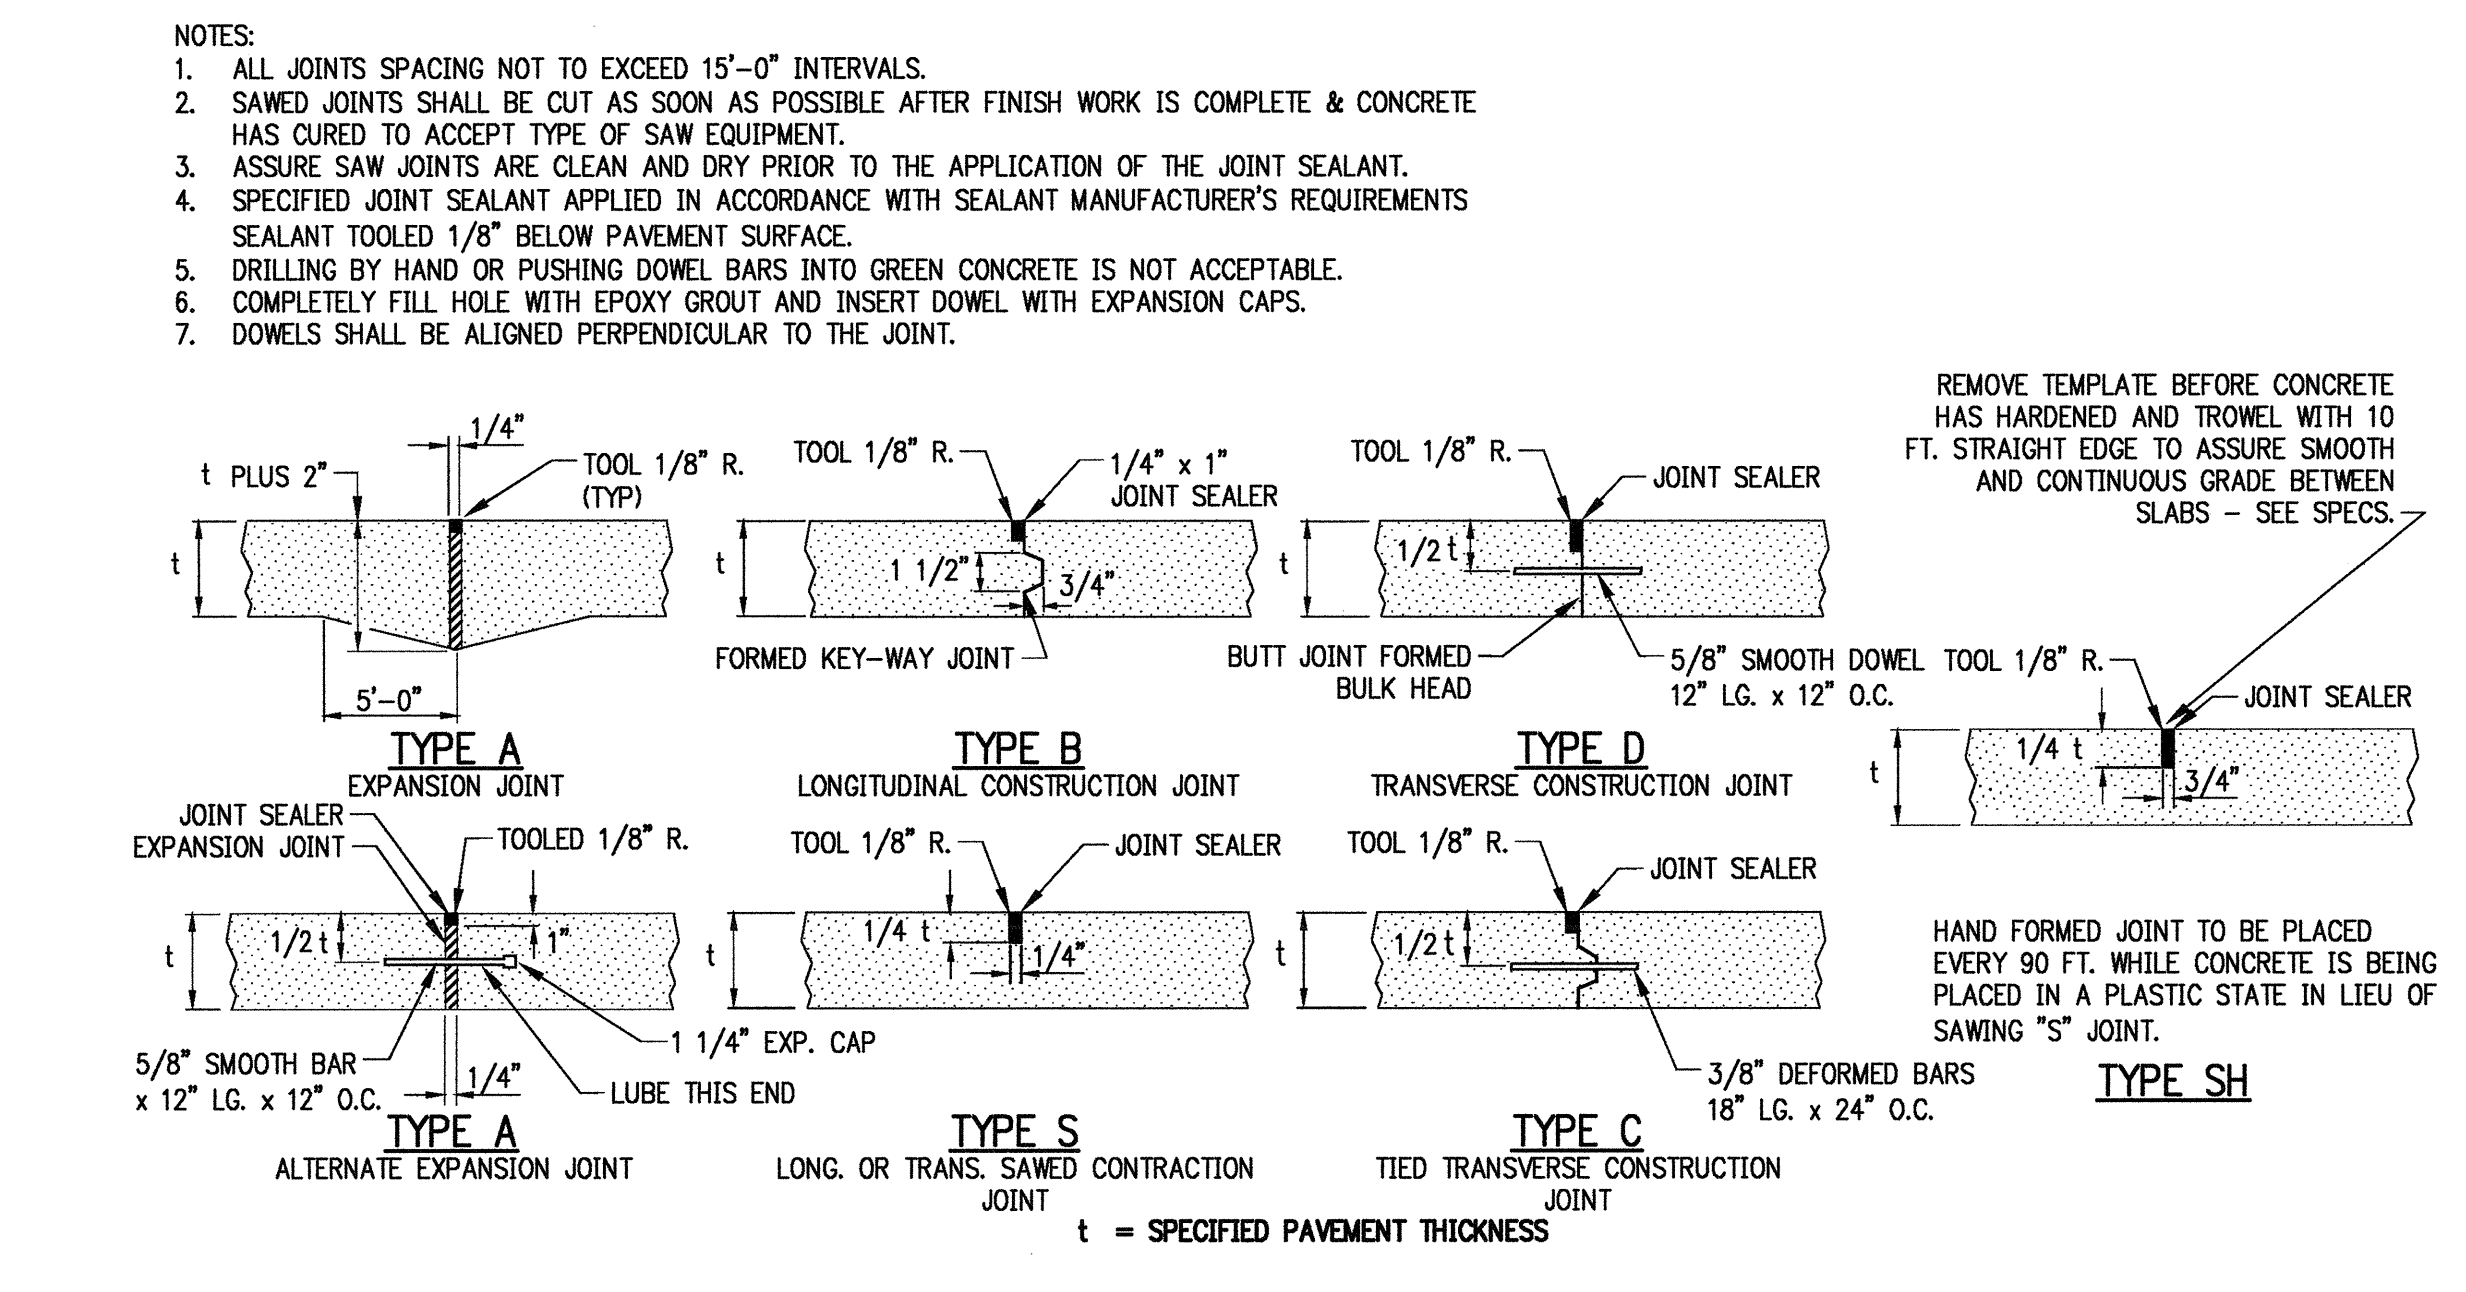 NOTES:
1. ALL JOINTS SPACING NOT TO EXCEED 15'-0" INTERVALS.
2. SAWED JOINTS SHALL BE CUT AS SOON AS POSSIBLE AFTER FINISH WORK IS COMPLETE & CONCRETE
HAS CURED TO ACCEPT TYPE OF SAW EQUIPMENT.
3. ASSURE SAW JOINTS ARE CLEAN AND DRY PRIOR TO THE APPLICATION OF THE JOINT SEALANT.
4. SPECIFIED JOINT SEALANT APPLIED IN ACCORDANCE WITH SEALANT MANUFACTURER'S REQUIREMENTS
SEALANT TOOLED 1/8" BELOW PAVEMENT SURFACE.
5. DRILLING BY HAND OR PUSHING DOWEL BARS INTO GREEN CONCRETE IS NOT ACCEPTABLE.
6. COMPLETELY FILL HOLE WITH EPOXY GROUT AND INSERT DOWEL WITH EXPANSION CAPS.
7. DOWELS SHALL BE ALIGNED PERPENDICULAR TO THE JOINT.
1/4"
t PLUS 2"
TOOL 1/8" R.
(TYP)
t
5'-0"
TYPE A
EXPANSION JOINT
TOOL 1/8" R.
1/4" x 1"
JOINT SEALER
t
1 1/2"
3/4"
FORMED KEY-WAY JOINT
TYPE B
LONGITUDINAL CONSTRUCTION JOINT
TOOL 1/8" R.
JOINT SEALER
t
1/2 t
BUTT JOINT FORMED
BULK HEAD
5/8" SMOOTH DOWEL
12" LG. x 12" O.C.
TYPE D
TRANSVERSE CONSTRUCTION JOINT
REMOVE TEMPLATE BEFORE CONCRETE
HAS HARDENED AND TROWEL WITH 10
FT. STRAIGHT EDGE TO ASSURE SMOOTH
AND CONTINUOUS GRADE BETWEEN
SLABS - SEE SPECS.
TOOL 1/8" R.
JOINT SEALER
t
1/4 t
3/4"
HAND FORMED JOINT TO BE PLACED
EVERY 90 FT. WHILE CONCRETE IS BEING
PLACED IN A PLASTIC STATE IN LIEU OF
SAWING "S" JOINT.
TYPE SH
JOINT SEALER
EXPANSION JOINT
TOOLED 1/8" R.
t
1/2 t
1"
5/8" SMOOTH BAR
x 12" LG. x 12" O.C.
1/4"
1 1/4" EXP. CAP
LUBE THIS END
TYPE A
ALTERNATE EXPANSION JOINT
TOOL 1/8" R.
JOINT SEALER
t
1/4 t
1/4"
TYPE S
LONG. OR TRANS. SAWED CONTRACTION
JOINT
TOOL 1/8" R.
JOINT SEALER
t
1/2 t
3/8" DEFORMED BARS
18" LG. x 24" O.C.
TYPE C
TIED TRANSVERSE CONSTRUCTION
JOINT
t = SPECIFIED PAVEMENT THICKNESS